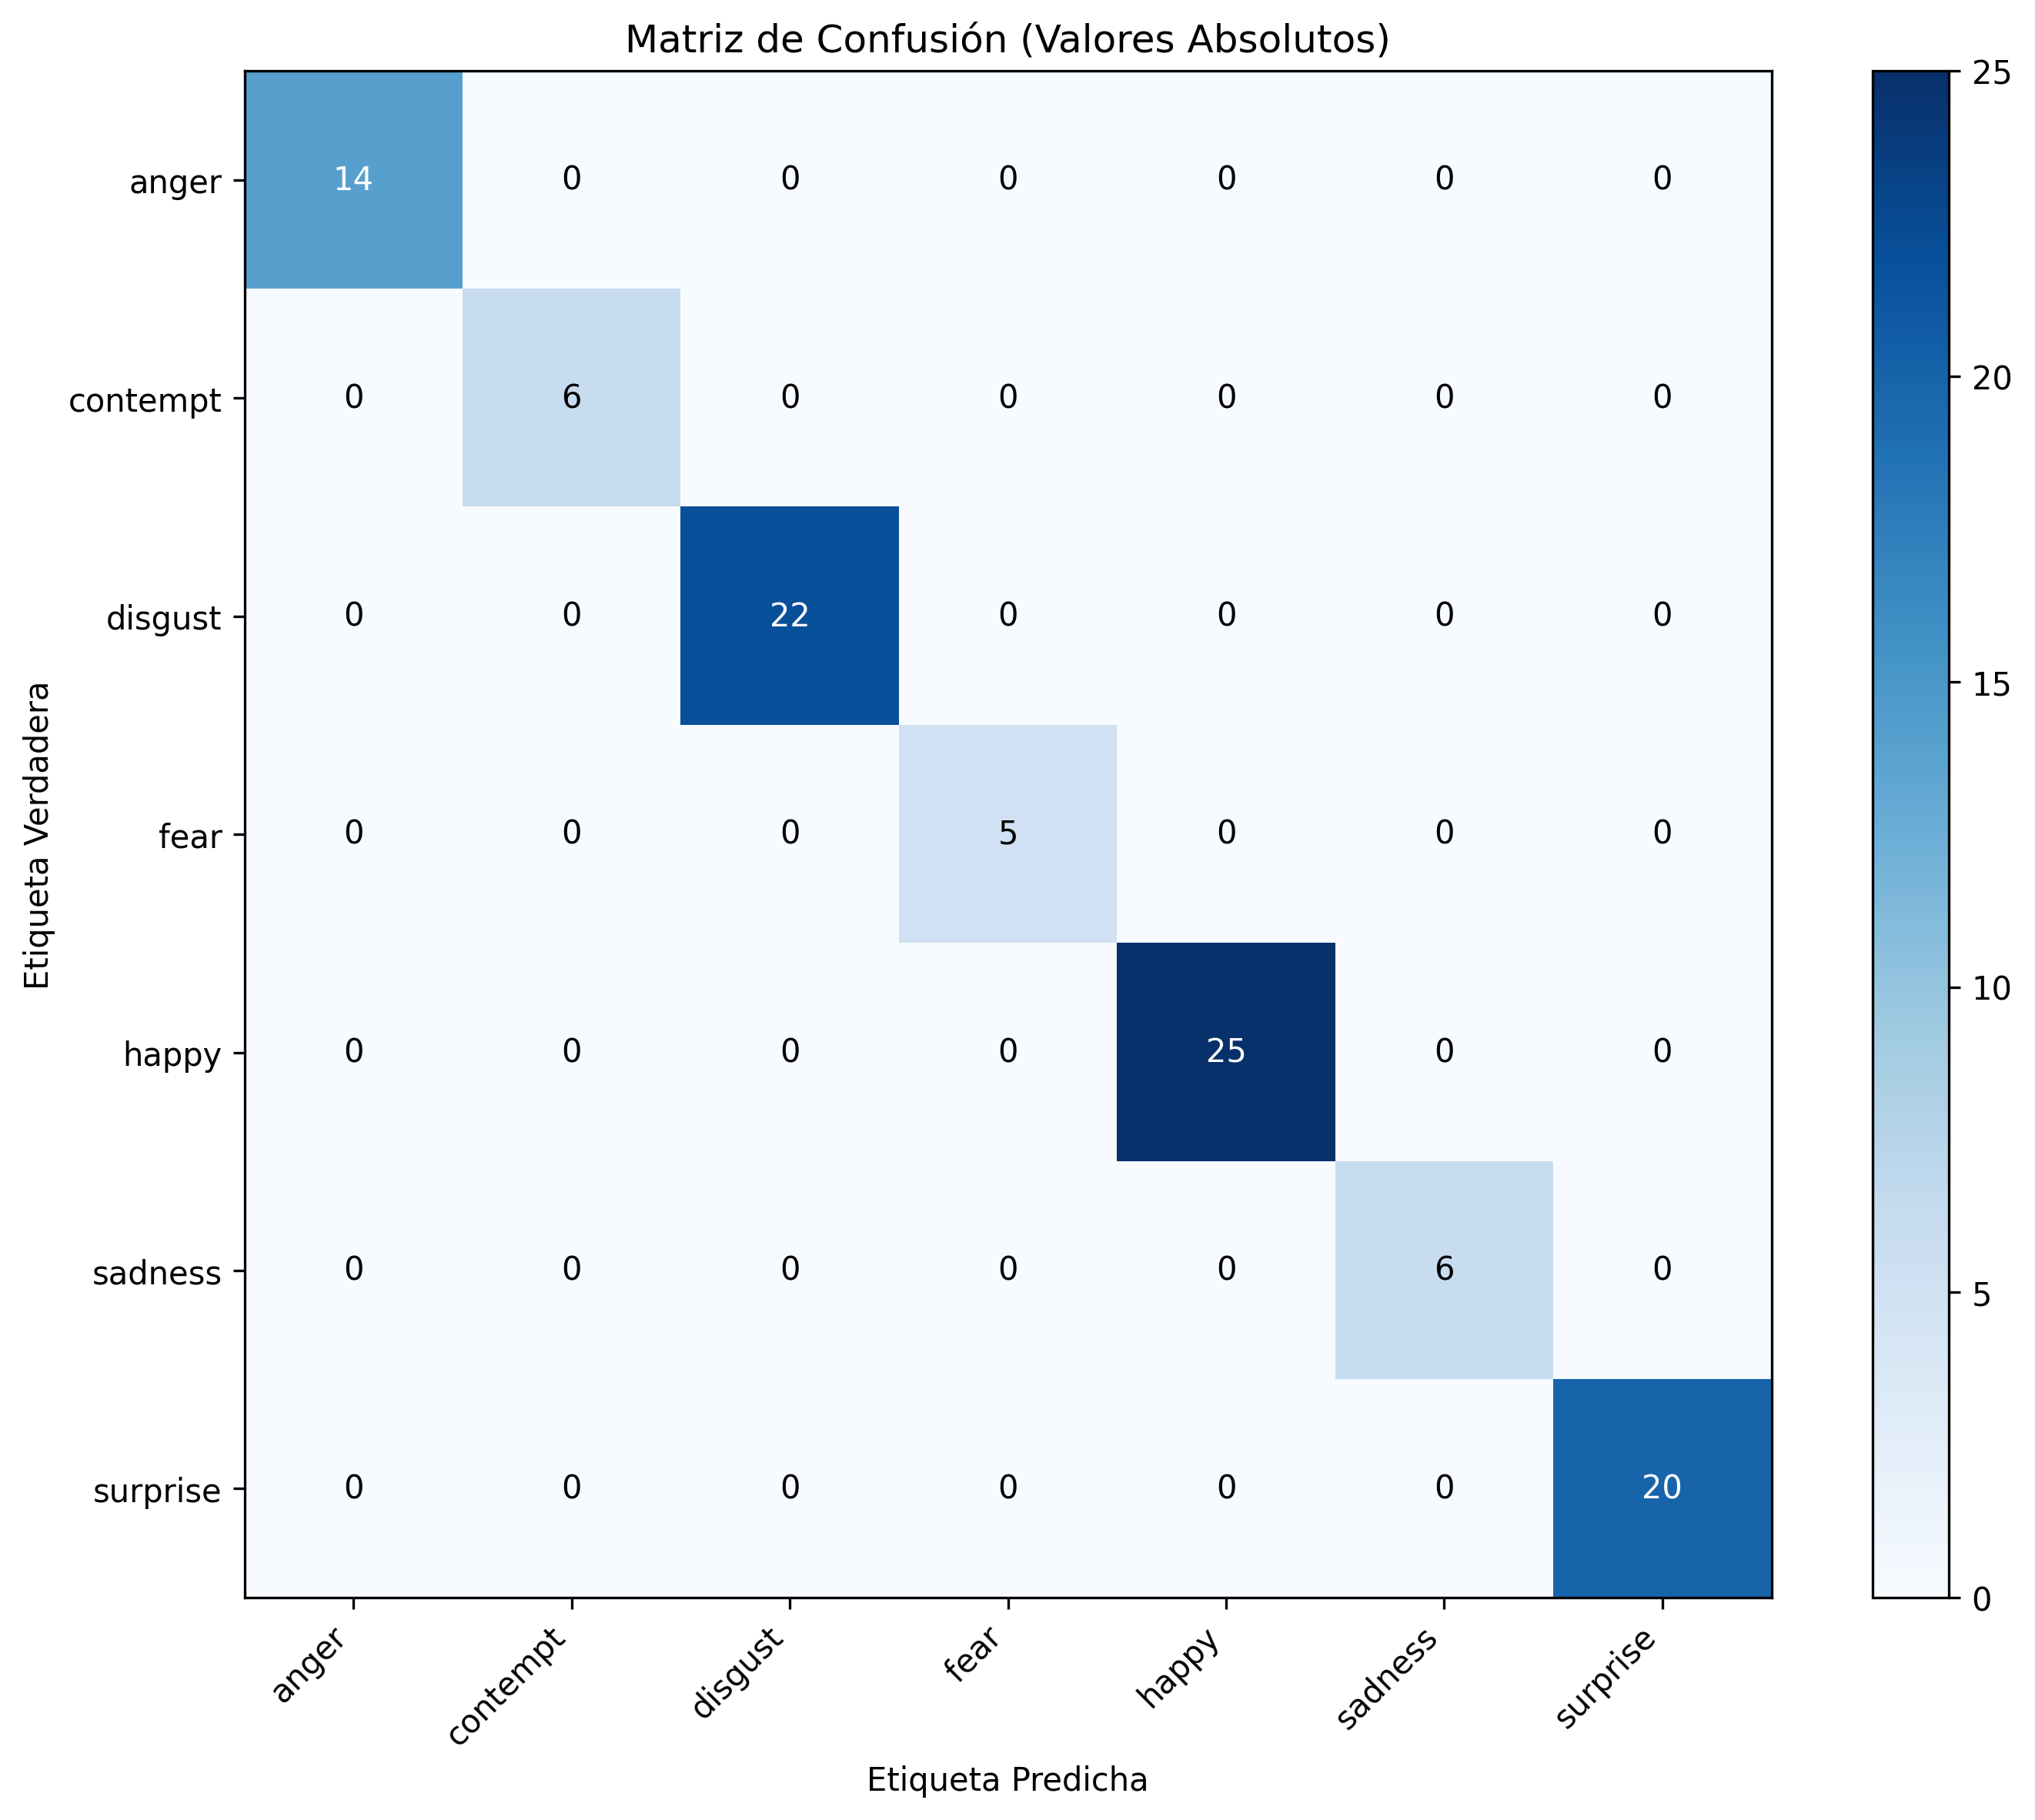 Matriz de Confusión (Valores Absolutos)
anger 14 0 0 0 0 0 0
contempt 0 6 0 0 0 0 0
disgust 0 0 22 0 0 0 0
fear 0 0 0 5 0 0 0
happy 0 0 0 0 25 0 0
sadness 0 0 0 0 0 6 0
surprise 0 0 0 0 0 0 20
anger contempt disgust fear happy sadness surprise
Etiqueta Predicha
Etiqueta Verdadera
25
20
15
10
5
0